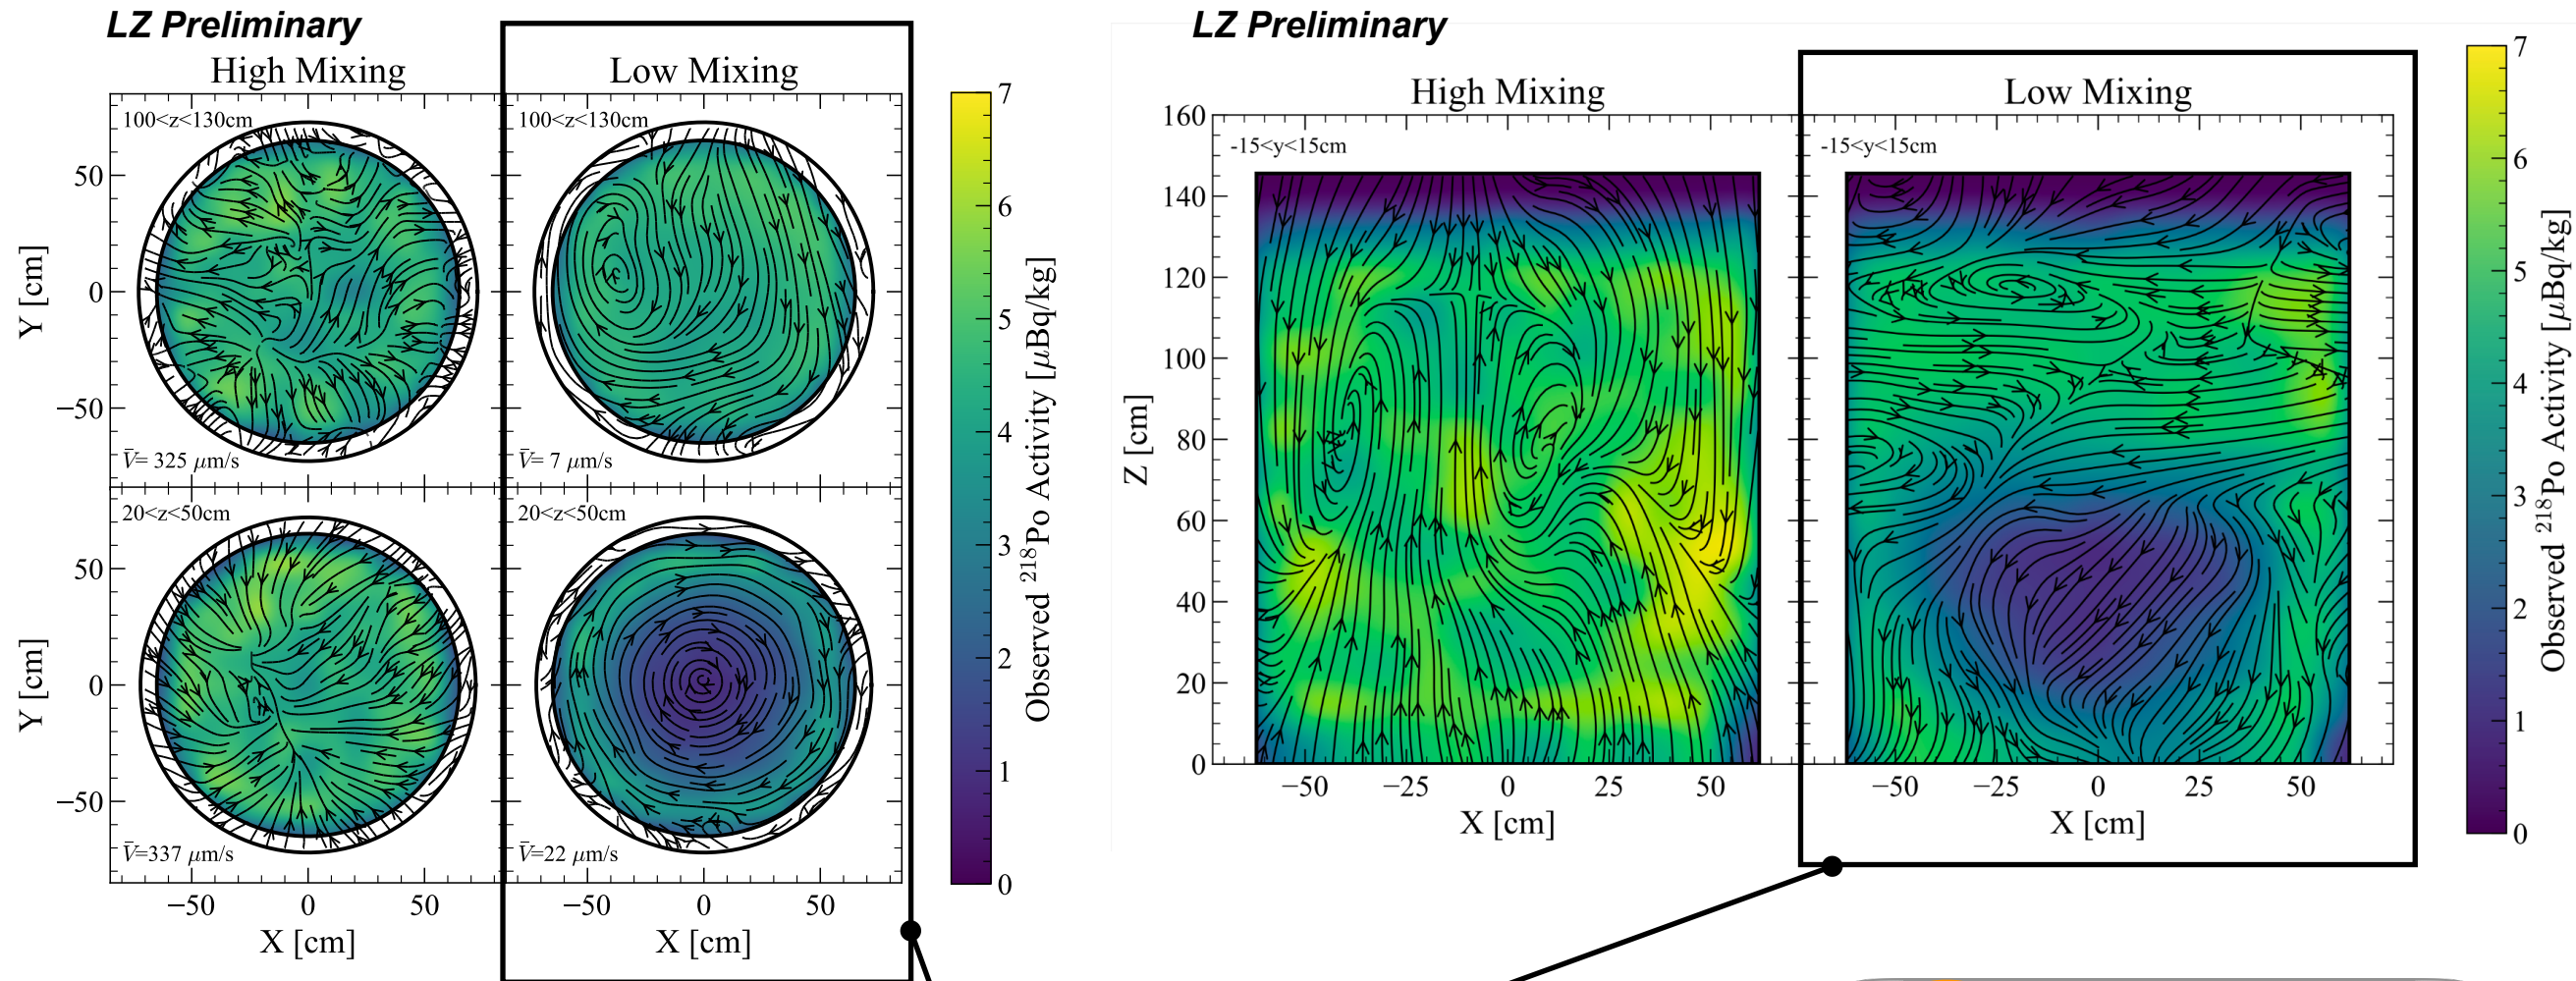 LZ Preliminary
High Mixing
Low Mixing
100<z<130cm
100<z<130cm
50
0
−50
Y [cm]
V̄= 325 μm/s
V̄= 7 μm/s
20<z<50cm
20<z<50cm
50
0
−50
Y [cm]
V̄=337 μm/s
V̄=22 μm/s
−50 0 50
−50 0 50
X [cm]
X [cm]
7
6
5
4
3
2
1
0
Observed ²¹⁸Po Activity [μBq/kg]
LZ Preliminary
High Mixing
Low Mixing
-15<y<15cm
-15<y<15cm
160
140
120
100
80
60
40
20
0
Z [cm]
−50 −25 0 25 50
−50 −25 0 25 50
X [cm]
X [cm]
7
6
5
4
3
2
1
0
Observed ²¹⁸Po Activity [μBq/kg]